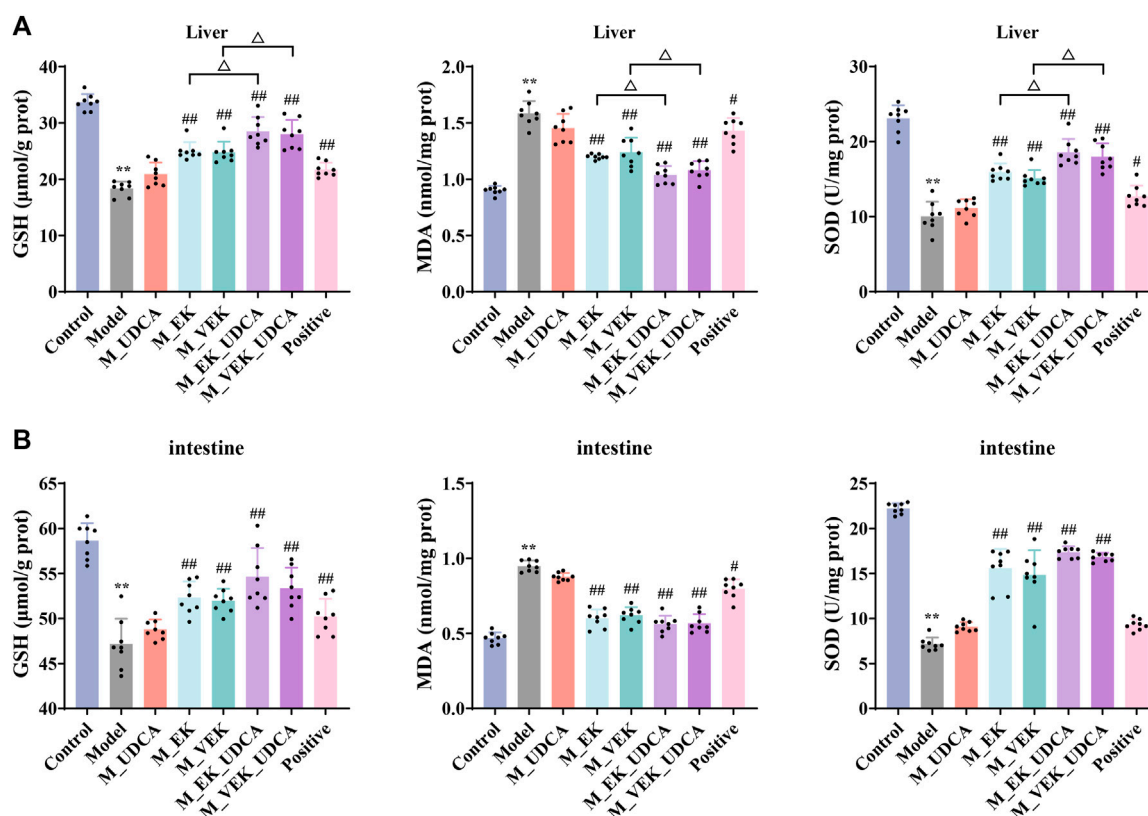 A
Liver
GSH (μmol/g prot)
40
30
20
10
0
** ## ## ## ## ##
△
△
Control Model M_UDCA M_EK M_VEK M_EK_UDCA M_VEK_UDCA Positive
Liver
MDA (nmol/mg prot)
2.0
1.5
1.0
0.5
0.0
** ## ## ## ## #
△
△
Control Model M_UDCA M_EK M_VEK M_EK_UDCA M_VEK_UDCA Positive
Liver
SOD (U/mg prot)
30
20
10
0
** ## ## ## ## #
△
△
Control Model M_UDCA M_EK M_VEK M_EK_UDCA M_VEK_UDCA Positive
B
intestine
GSH (μmol/g prot)
65
60
55
50
45
40
** ## ## ## ## ##
Control Model M_UDCA M_EK M_VEK M_EK_UDCA M_VEK_UDCA Positive
intestine
MDA (nmol/mg prot)
1.5
1.0
0.5
0.0
** ## ## ## ## #
Control Model M_UDCA M_EK M_VEK M_EK_UDCA M_VEK_UDCA Positive
intestine
SOD (U/mg prot)
25
20
15
10
5
0
** ## ## ## ##
Control Model M_UDCA M_EK M_VEK M_EK_UDCA M_VEK_UDCA Positive